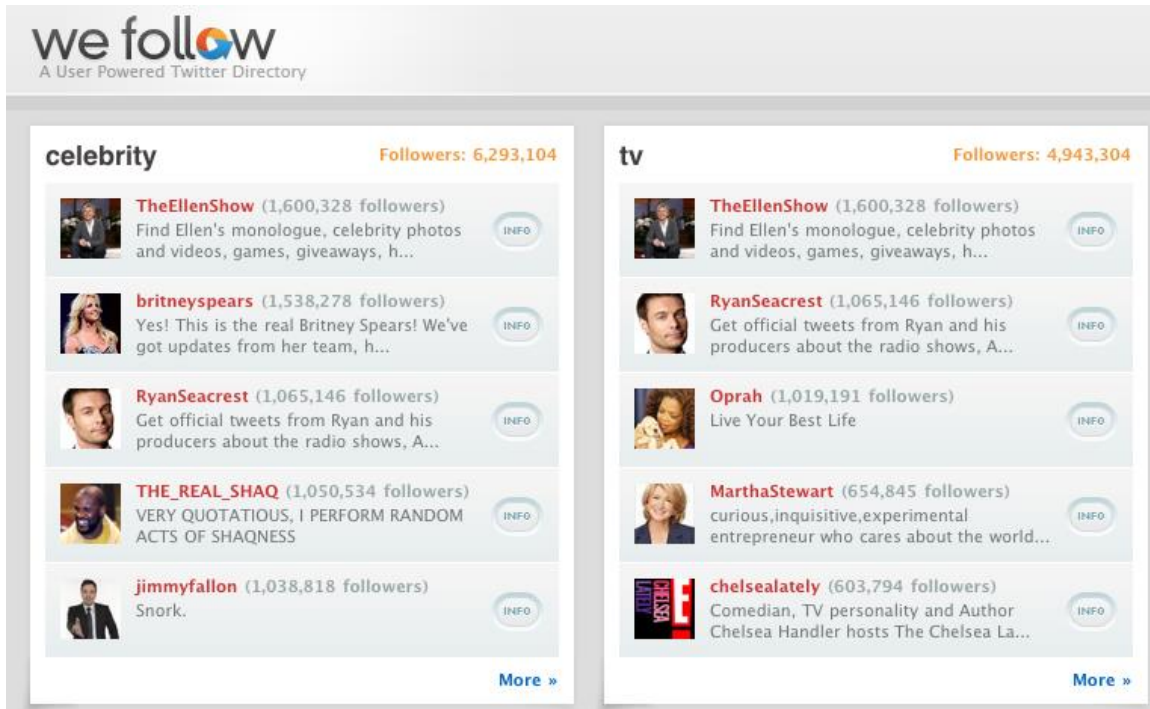 we follow
A User Powered Twitter Directory
celebrity
Followers: 6,293,104
TheEllenShow (1,600,328 followers)
Find Ellen's monologue, celebrity photos
and videos, games, giveaways, h...
INFO
britneyspears (1,538,278 followers)
Yes! This is the real Britney Spears! We've
got updates from her team, h...
INFO
RyanSeacrest (1,065,146 followers)
Get official tweets from Ryan and his
producers about the radio shows, A...
INFO
THE_REAL_SHAQ (1,050,534 followers)
VERY QUOTATIOUS, I PERFORM RANDOM
ACTS OF SHAQNESS
INFO
jimmyfallon (1,038,818 followers)
Snork.
INFO
More »
tv
Followers: 4,943,304
TheEllenShow (1,600,328 followers)
Find Ellen's monologue, celebrity photos
and videos, games, giveaways, h...
INFO
RyanSeacrest (1,065,146 followers)
Get official tweets from Ryan and his
producers about the radio shows, A...
INFO
Oprah (1,019,191 followers)
Live Your Best Life
INFO
MarthaStewart (654,845 followers)
curious,inquisitive,experimental
entrepreneur who cares about the world...
INFO
CHELSEA
LATELY
E!
chelsealately (603,794 followers)
Comedian, TV personality and Author
Chelsea Handler hosts The Chelsea La...
INFO
More »